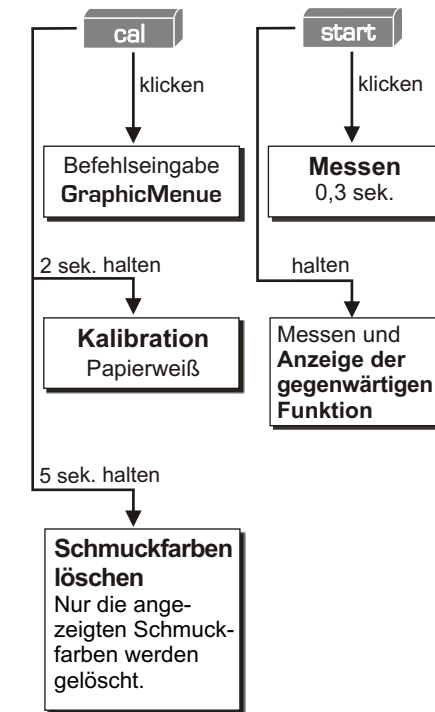 cal
klicken
Befehlseingabe
GraphicMenue
2 sek. halten
Kalibration
Papierweiß
5 sek. halten
Schmuckfarben
löschen
Nur die ange-
zeigten Schmuck-
farben werden
gelöscht.
start
klicken
Messen
0,3 sek.
halten
Messen und
Anzeige der
gegenwärtigen
Funktion